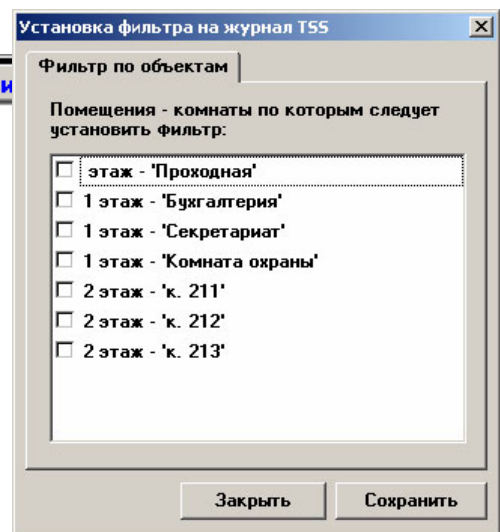 Установка фильтра на журнал TSS
и
Фильтр по объектам
Помещения - комнаты по которым следует
установить фильтр:
этаж - 'Проходная'
1 этаж - 'Бухгалтерия'
1 этаж - 'Секретариат'
1 этаж - 'Комната охраны'
2 этаж - 'к. 211'
2 этаж - 'к. 212'
2 этаж - 'к. 213'
Закрыть Сохранить